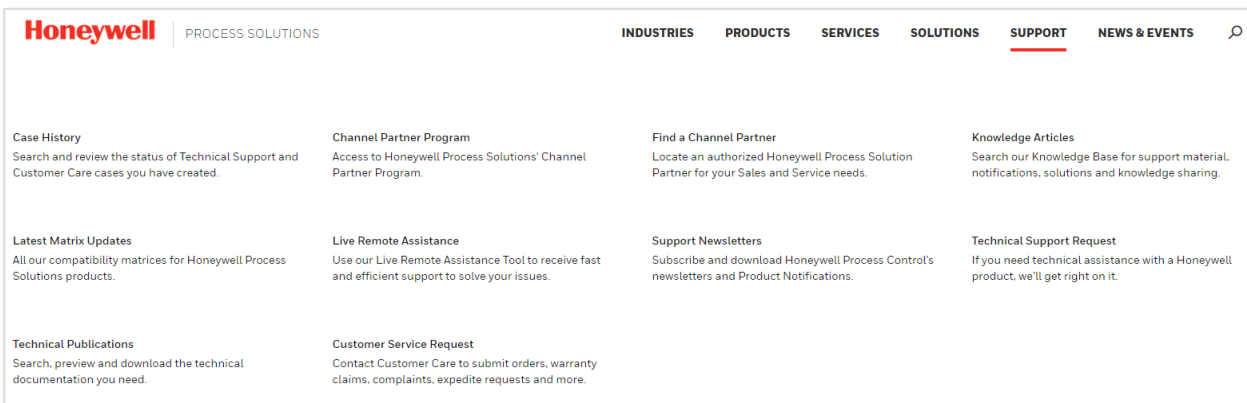 Honeywell
PROCESS SOLUTIONS
INDUSTRIES
PRODUCTS
SERVICES
SOLUTIONS
SUPPORT
NEWS & EVENTS
Case History
Search and review the status of Technical Support and
Customer Care cases you have created.
Channel Partner Program
Access to Honeywell Process Solutions' Channel
Partner Program.
Find a Channel Partner
Locate an authorized Honeywell Process Solution
Partner for your Sales and Service needs.
Knowledge Articles
Search our Knowledge Base for support material,
notifications, solutions and knowledge sharing.
Latest Matrix Updates
All our compatibility matrices for Honeywell Process
Solutions products.
Live Remote Assistance
Use our Live Remote Assistance Tool to receive fast
and efficient support to solve your issues.
Support Newsletters
Subscribe and download Honeywell Process Control's
newsletters and Product Notifications.
Technical Support Request
If you need technical assistance with a Honeywell
product, we'll get right on it.
Technical Publications
Search, preview and download the technical
documentation you need.
Customer Service Request
Contact Customer Care to submit orders, warranty
claims, complaints, expedite requests and more.